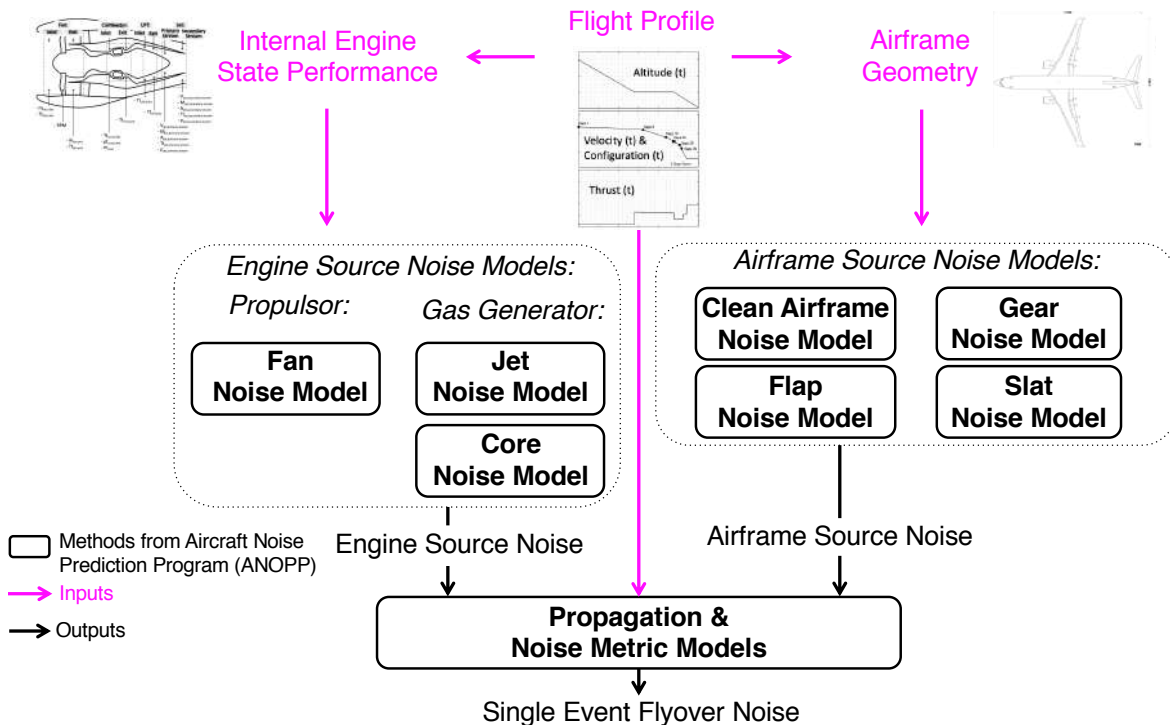 Flight Profile
Internal Engine
State Performance
Airframe
Geometry
Altitude (t)
Velocity (t) &
Configuration (t)
Thrust (t)
Engine Source Noise Models:
Propulsor:
Gas Generator:
Fan
Noise Model
Jet
Noise Model
Core
Noise Model
Airframe Source Noise Models:
Clean Airframe
Noise Model
Gear
Noise Model
Flap
Noise Model
Slat
Noise Model
Engine Source Noise
Airframe Source Noise
Methods from Aircraft Noise
Prediction Program (ANOPP)
Inputs
Outputs
Propagation &
Noise Metric Models
Single Event Flyover Noise